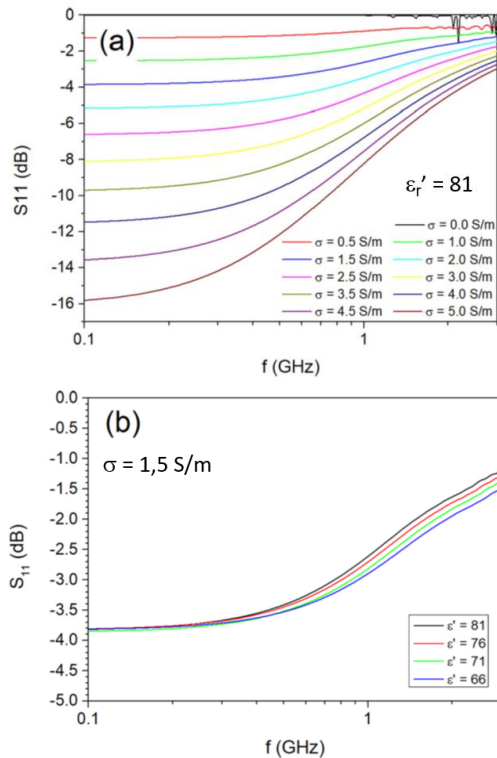 (a)
0
-2
-4
-6
-8
-10
-12
-14
-16
S11 (dB)
εr' = 81
σ = 0.0 S/m
σ = 0.5 S/m σ = 1.0 S/m
σ = 1.5 S/m σ = 2.0 S/m
σ = 2.5 S/m σ = 3.0 S/m
σ = 3.5 S/m σ = 4.0 S/m
σ = 4.5 S/m σ = 5.0 S/m
0.1 1
f (GHz)
(b)
σ = 1,5 S/m
0.0
-0.5
-1.0
-1.5
-2.0
-2.5
-3.0
-3.5
-4.0
-4.5
-5.0
S11 (dB)
ε' = 81
ε' = 76
ε' = 71
ε' = 66
0.1 1
f (GHz)